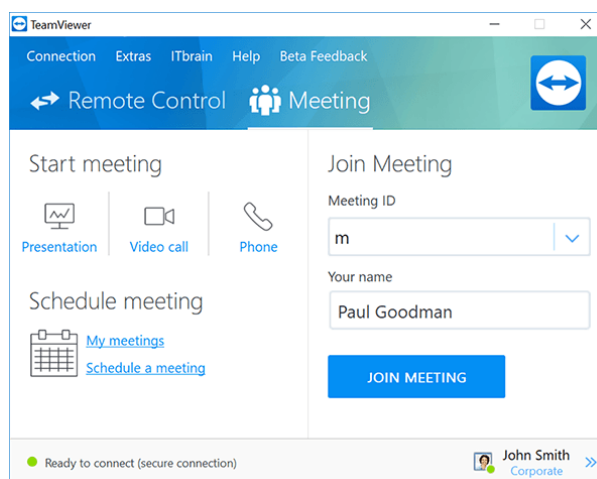 TeamViewer
Connection Extras ITbrain Help Beta Feedback
Remote Control Meeting
Start meeting
Presentation Video call Phone
Schedule meeting
My meetings
Schedule a meeting
Join Meeting
Meeting ID
m
Your name
Paul Goodman
JOIN MEETING
Ready to connect (secure connection)
John Smith
Corporate